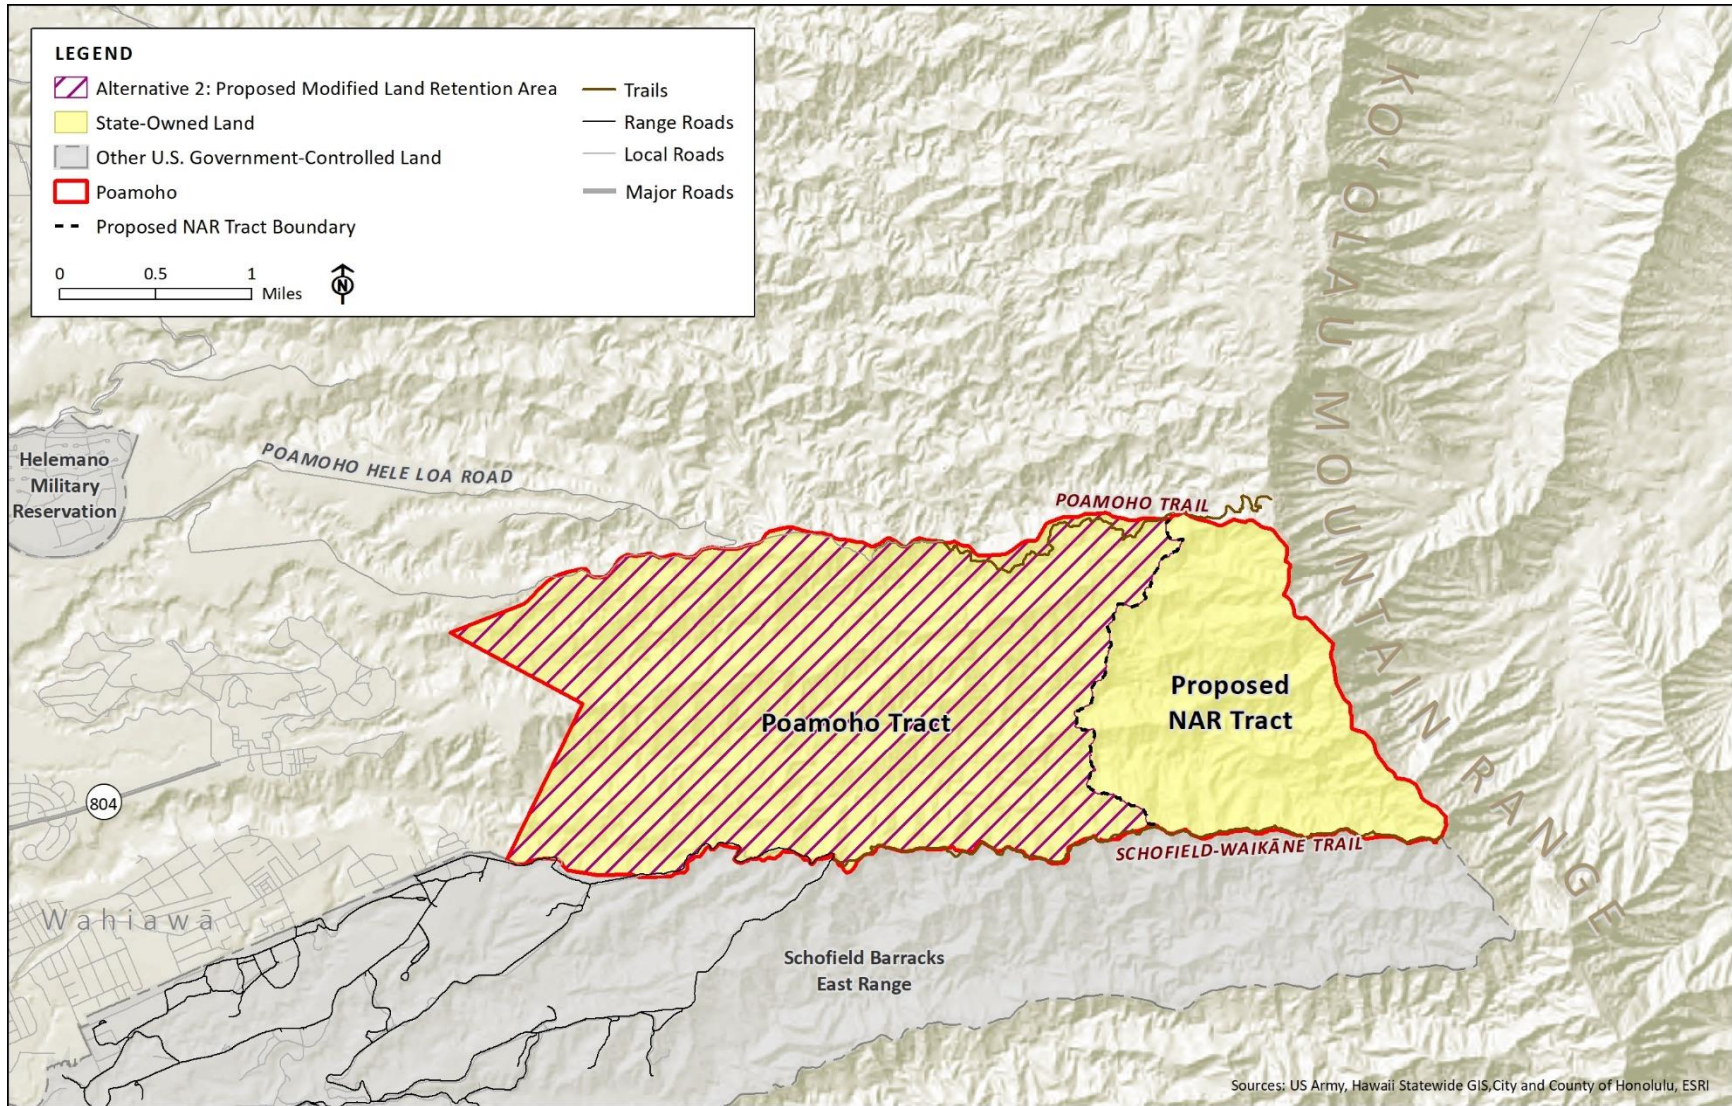 LEGEND
Alternative 2: Proposed Modified Land Retention Area
State-Owned Land
Other U.S. Government-Controlled Land
Poamoho
Proposed NAR Tract Boundary
Trails
Range Roads
Local Roads
Major Roads
0 0.5 1
Miles
N
KO‘OLAU MOUNTAIN RANGE
Helemano
Military
Reservation
POAMOHO HELE LOA ROAD
POAMOHO TRAIL
Proposed
NAR Tract
Poamoho Tract
804
SCHOFIELD-WAIKĀNE TRAIL
Wahiawā
Schofield Barracks
East Range
Sources: US Army, Hawaii Statewide GIS,City and County of Honolulu, ESRI